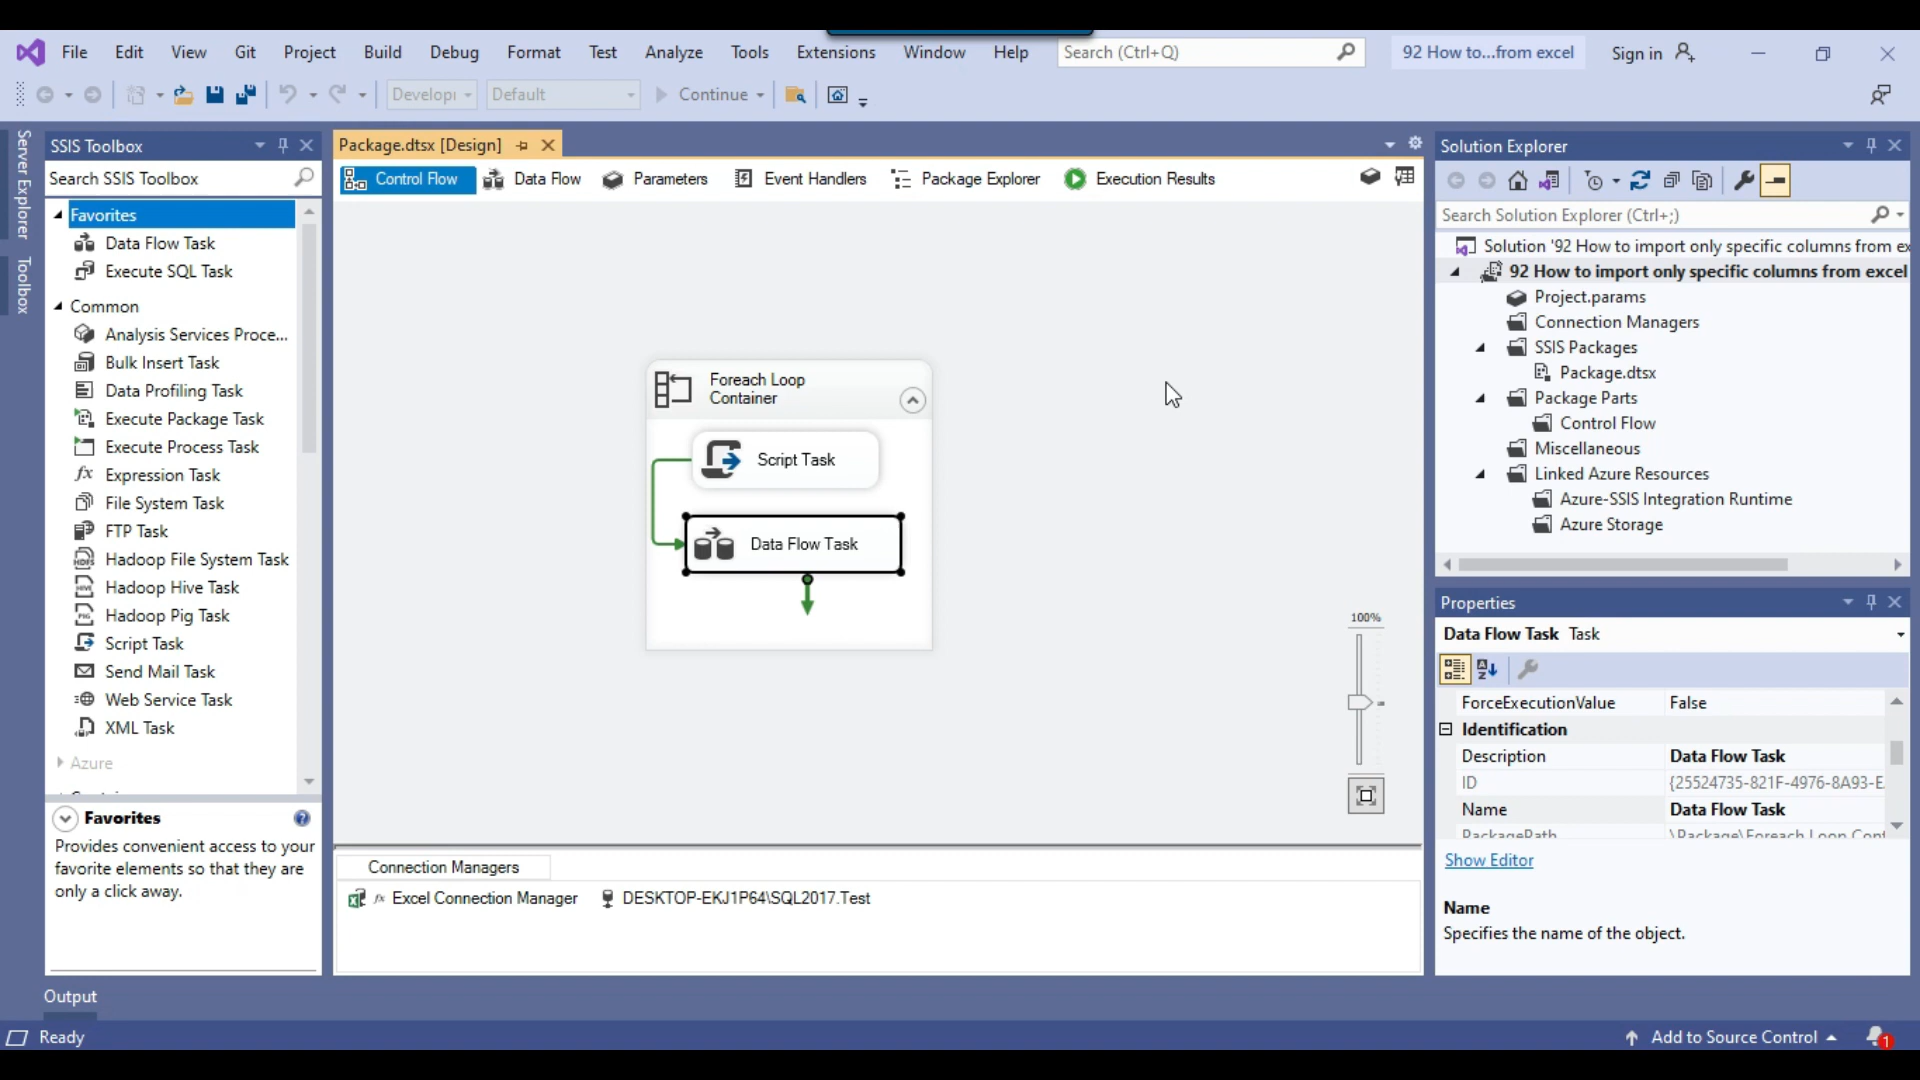 File Edit View Git Project Build Debug Format Test Analyze Tools Extensions Window Help Search (Ctrl+Q) 92 How to...from excel Sign in
Developi Default Continue
Server Explorer
Toolbox
SSIS Toolbox
Search SSIS Toolbox
Favorites
Data Flow Task
Execute SQL Task
Common
Analysis Services Proce...
Bulk Insert Task
Data Profiling Task
Execute Package Task
Execute Process Task
Expression Task
File System Task
FTP Task
Hadoop File System Task
Hadoop Hive Task
Hadoop Pig Task
Script Task
Send Mail Task
Web Service Task
XML Task
Azure
Favorites
Provides convenient access to your
favorite elements so that they are
only a click away.
Package.dtsx [Design]
Control Flow Data Flow Parameters Event Handlers Package Explorer Execution Results
Foreach Loop
Container
Script Task
Data Flow Task
100%
Connection Managers
Excel Connection Manager DESKTOP-EKJ1P64\SQL2017.Test
Solution Explorer
Search Solution Explorer (Ctrl+;)
Solution '92 How to import only specific columns from ex
92 How to import only specific columns from excel
Project.params
Connection Managers
SSIS Packages
Package.dtsx
Package Parts
Control Flow
Miscellaneous
Linked Azure Resources
Azure-SSIS Integration Runtime
Azure Storage
Properties
Data Flow Task Task
ForceExecutionValue False
Identification
Description Data Flow Task
ID {25524735-821F-4976-8A93-E
Name Data Flow Task
PackagePath \Package\Foreach Loop Cont
Show Editor
Name
Specifies the name of the object.
Output
Ready Add to Source Control 1